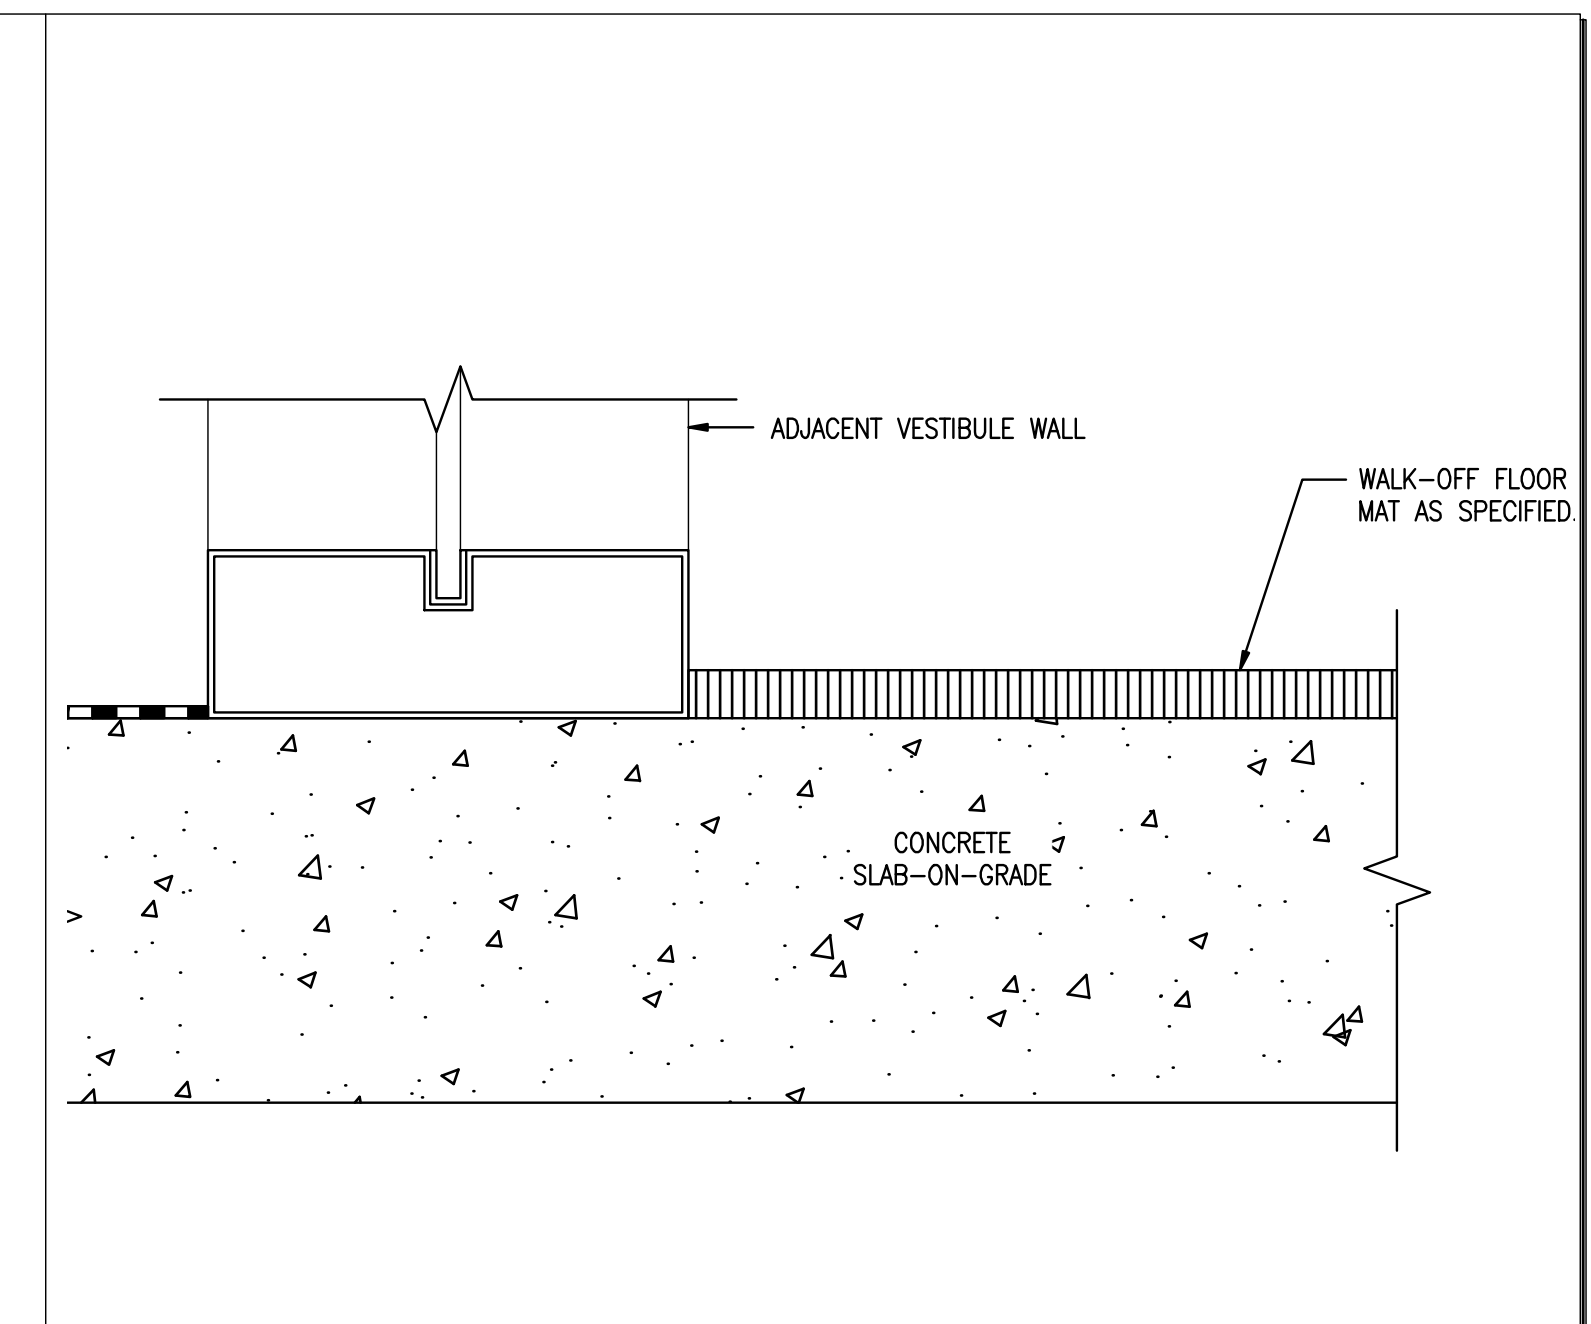 ADJACENT VESTIBULE WALL
WALK-OFF FLOOR
MAT AS SPECIFIED.
CONCRETE
SLAB-ON-GRADE